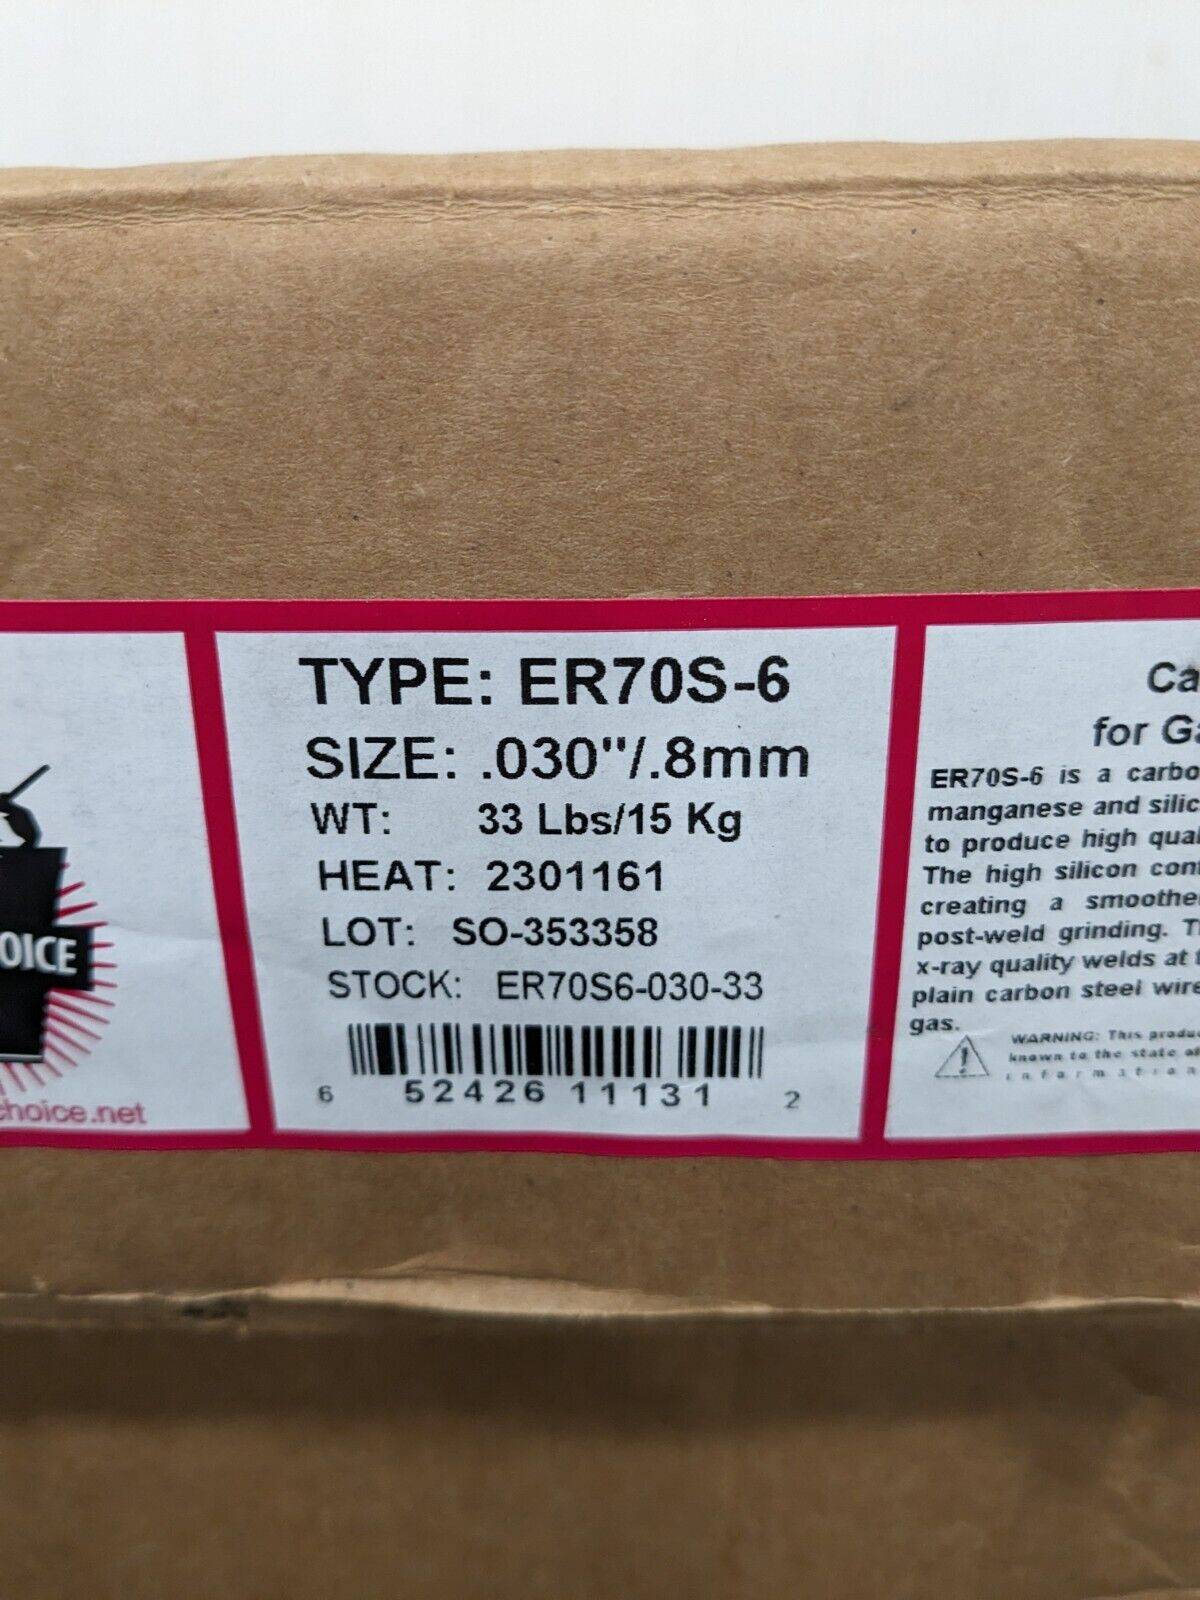 OICE
choice.net
TYPE: ER70S-6
SIZE: .030"/.8mm
WT: 33 Lbs/15 Kg
HEAT: 2301161
LOT: SO-353358
STOCK: ER70S6-030-33
6 52426 11131 2
Ca
for Ga
ER70S-6 is a carbo
manganese and silic
to produce high qual
The high silicon cont
creating a smoothe
post-weld grinding. T
x-ray quality welds at t
plain carbon steel wire
gas.
WARNING: This produc
known to the state of
information